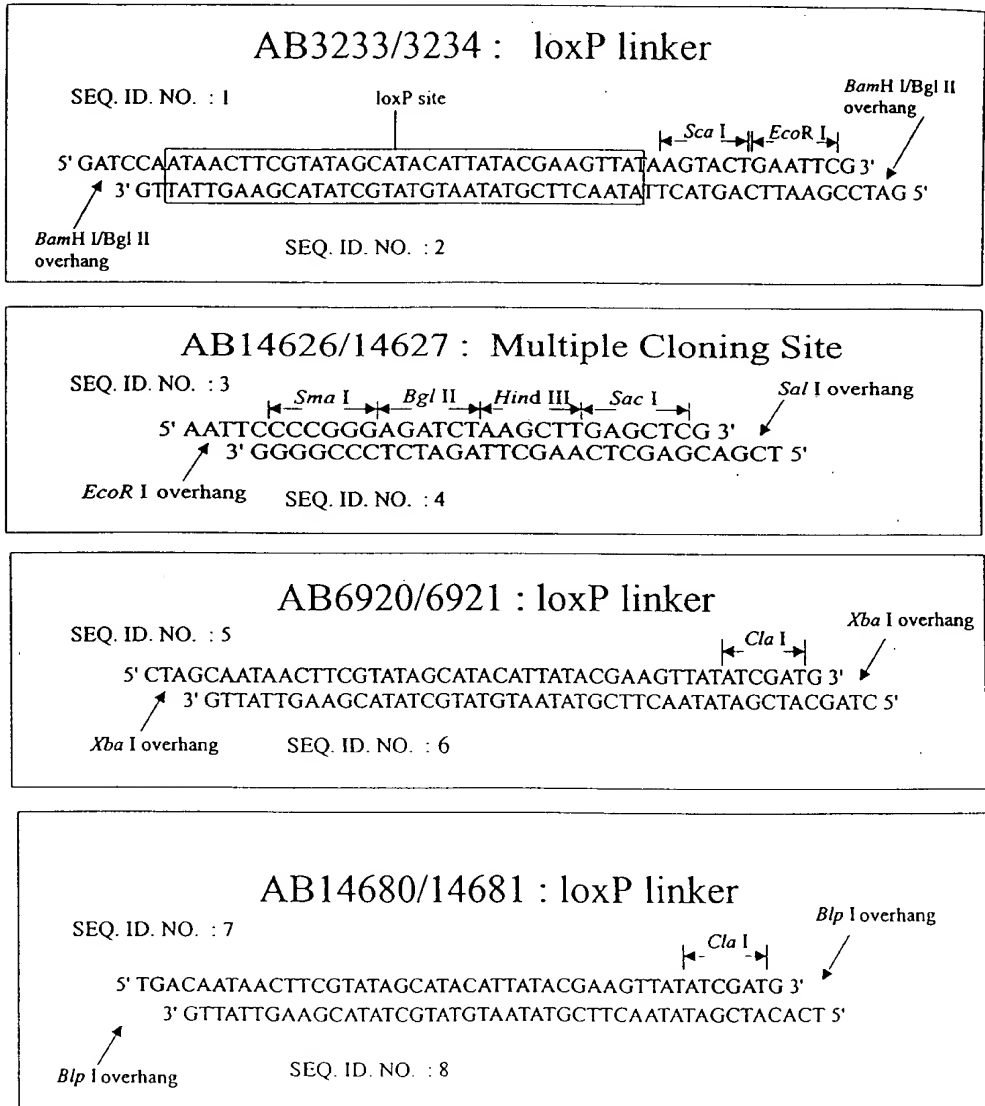 AB3233/3234 : loxP linker
SEQ. ID. NO. : 1
loxP site
BamH I/Bgl II
overhang
Sca I
EcoR I
5' GATCCAATAACTTCGTATAGCATACATTATACGAAGTTATAAGTACTGAATTCG 3'
3' GTTATTGAAGCATATCGTATGTAATATGCTTCAATATTCATGACTTAAGCCTAG 5'
BamH I/Bgl II
overhang
SEQ. ID. NO. : 2
AB14626/14627 : Multiple Cloning Site
SEQ. ID. NO. : 3
Sma I
Bgl II
Hind III
Sac I
Sal I overhang
5' AATTCCCCGGGAGATCTAAGCTTGAGCTCG 3'
3' GGGGCCCTCTAGATTCGAACTCGAGCAGCT 5'
EcoR I overhang
SEQ. ID. NO. : 4
AB6920/6921 : loxP linker
SEQ. ID. NO. : 5
Xba I overhang
Cla I
5' CTAGCAATAACTTCGTATAGCATACATTATACGAAGTTATATCGATG 3'
3' GTTATTGAAGCATATCGTATGTAATATGCTTCAATATAGCTACGATC 5'
Xba I overhang
SEQ. ID. NO. : 6
AB14680/14681 : loxP linker
SEQ. ID. NO. : 7
Blp I overhang
Cla I
5' TGACAATAACTTCGTATAGCATACATTATACGAAGTTATATCGATG 3'
3' GTTATTGAAGCATATCGTATGTAATATGCTTCAATATAGCTACACT 5'
Blp I overhang
SEQ. ID. NO. : 8